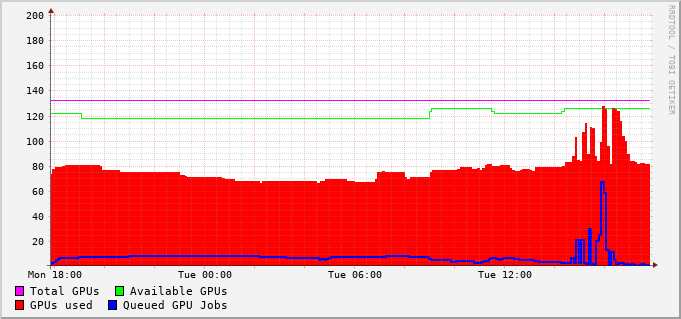 200
180
160
140
120
100
80
60
40
20
Mon 18:00 Tue 00:00 Tue 06:00 Tue 12:00
Total GPUs Available GPUs
GPUs used Queued GPU Jobs
RRDTOOL / TOBI OETIKER